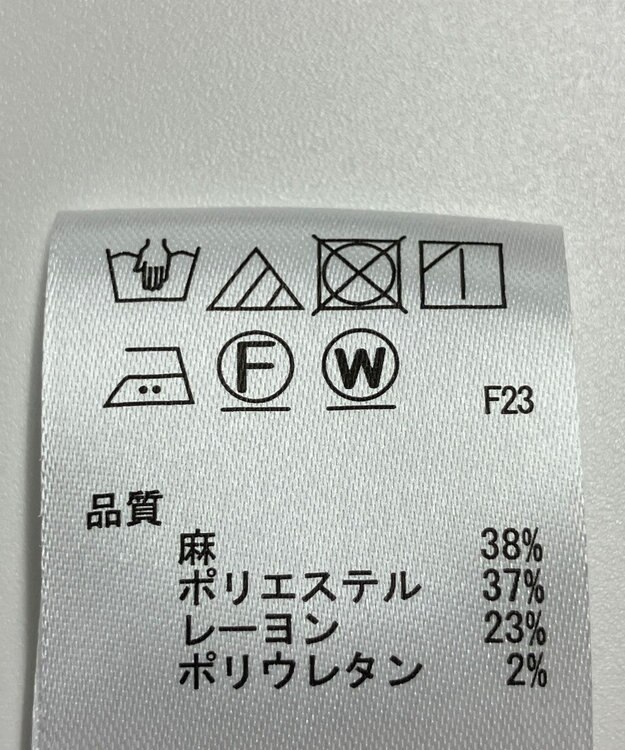 F W F23
品質
麻 38%
ポリエステル 37%
レーヨン 23%
ポリウレタン 2%